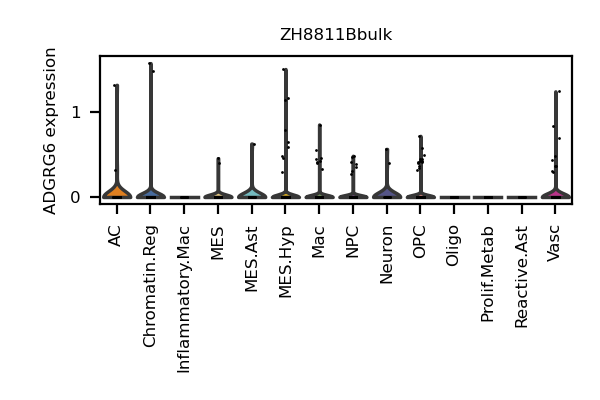 ZH8811Bbulk
ADGRG6 expression
1
0
AC
Chromatin.Reg
Inflammatory.Mac
MES
MES.Ast
MES.Hyp
Mac
NPC
Neuron
OPC
Oligo
Prolif.Metab
Reactive.Ast
Vasc